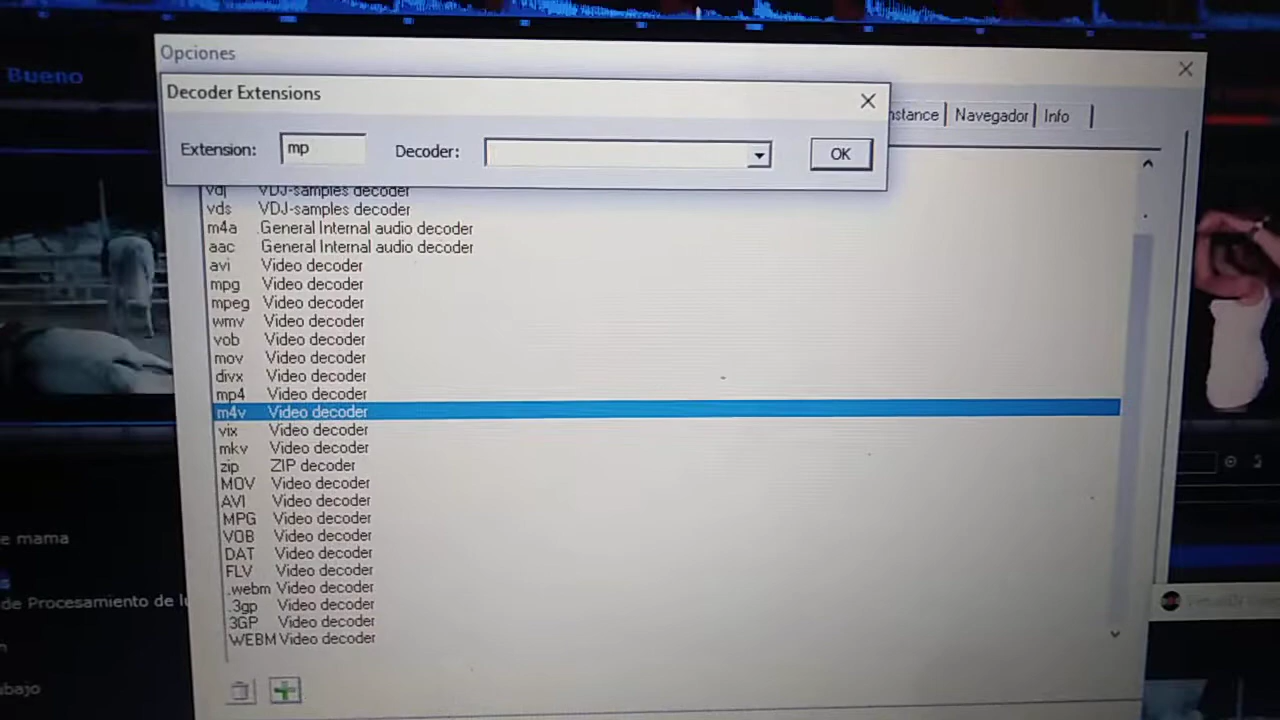 Bueno
Opciones
Decoder Extensions
Extension: mp Decoder: OK
Navegador Info
vdj VDJ-samples decoder
vds VDJ-samples decoder
m4a General Internal audio decoder
aac General Internal audio decoder
avi Video decoder
mpg Video decoder
mpeg Video decoder
wmv Video decoder
vob Video decoder
mov Video decoder
divx Video decoder
mp4 Video decoder
m4v Video decoder
vix Video decoder
mkv Video decoder
zip ZIP decoder
MOV Video decoder
AVI Video decoder
MPG Video decoder
VOB Video decoder
DAT Video decoder
FLV Video decoder
.webm Video decoder
.3gp Video decoder
3GP Video decoder
WEBM Video decoder
e mama
de Procesamiento de